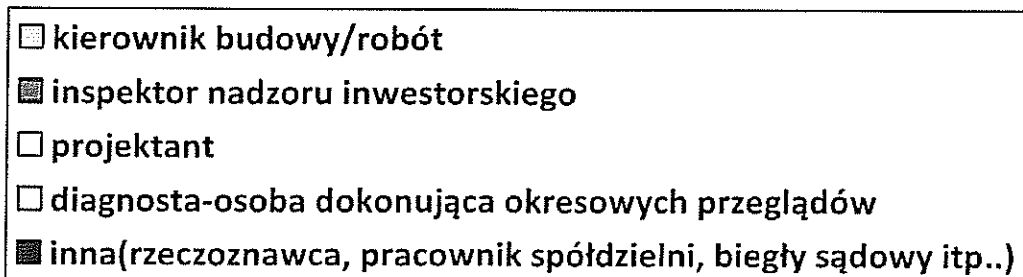 kierownik budowy/robót
inspektor nadzoru inwestorskiego
projektant
diagnosta-osoba dokonująca okresowych przeglądów
inna(rzeczoznawca, pracownik spółdzielni, biegły sądowy itp..)